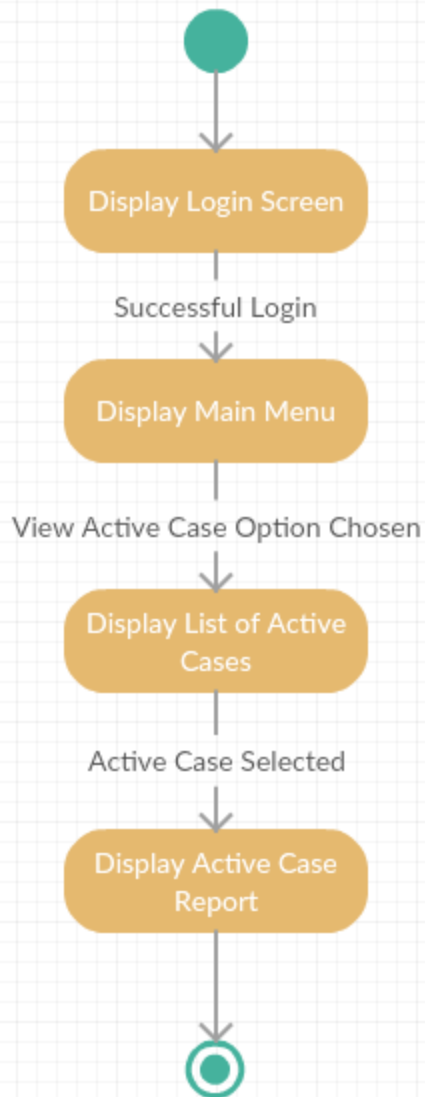 Display Login Screen
Successful Login
Display Main Menu
View Active Case Option Chosen
Display List of Active
Cases
Active Case Selected
Display Active Case
Report